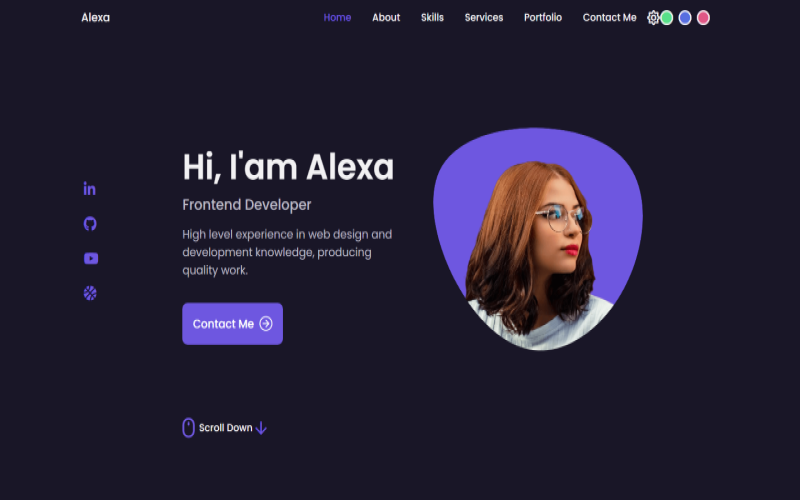 Alexa
Home About Skills Services Portfolio Contact Me
Hi, I'am Alexa
Frontend Developer
High level experience in web design and
development knowledge, producing
quality work.
Contact Me
Scroll Down
in